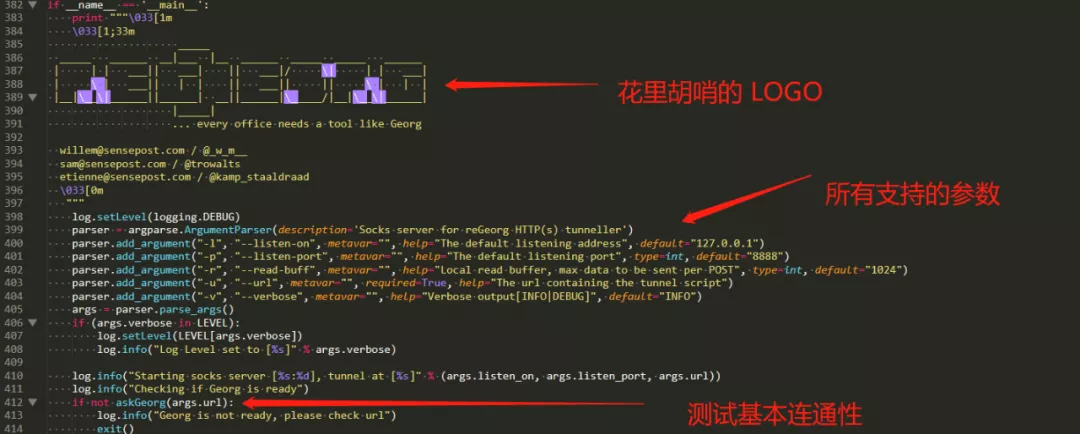 382 if __name__ == '__main__':
383 print """\033[1m
384 \033[1;33m
385 _____
386 _____ ______ __|___ |__ ______ _____ _____ ______
387 | | | ___|| | | ___|/ \| | | ___|
388 | \ | ___|| | | | ___|| || \ | | |
389 |__|\__\|______||______| __||______|\_____/|__|\__\|______|
390 |_____|
391 ... every office needs a tool like Georg
392
393 willem@sensepost.com / @_w_m__
394 sam@sensepost.com / @trowalts
395 etienne@sensepost.com / @kamp_staaldraad
396 \033[0m
397 """
398 log.setLevel(logging.DEBUG)
399 parser = argparse.ArgumentParser(description='Socks server for reGeorg HTTP(s) tunneller')
400 parser.add_argument("-l", "--listen-on", metavar="", help="The default listening address", default="127.0.0.1")
401 parser.add_argument("-p", "--listen-port", metavar="", help="The default listening port", type=int, default="8888")
402 parser.add_argument("-r", "--read-buff", metavar="", help="Local read buffer, max data to be sent per POST", type=int, default="1024")
403 parser.add_argument("-u", "--url", metavar="", required=True, help="The url containing the tunnel script")
404 parser.add_argument("-v", "--verbose", metavar="", help="Verbose output[INFO|DEBUG]", default="INFO")
405 args = parser.parse_args()
406 if (args.verbose in LEVEL):
407 log.setLevel(LEVEL[args.verbose])
408 log.info("Log Level set to [%s]" % args.verbose)
409
410 log.info("Starting socks server [%s:%d], tunnel at [%s]" % (args.listen_on, args.listen_port, args.url))
411 log.info("Checking if Georg is ready")
412 if not askGeorg(args.url):
413 log.info("Georg is not ready, please check url")
414 exit()
花里胡哨的 LOGO
所有支持的参数
测试基本连通性